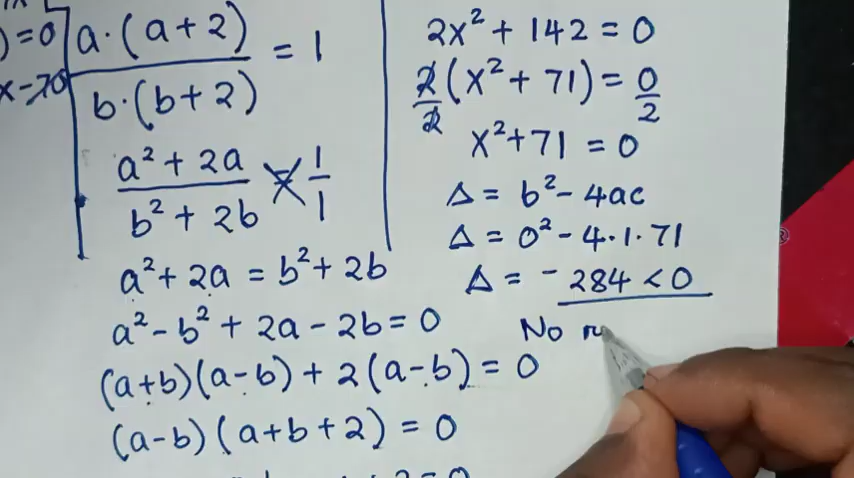 ) = 0
x - 70
a · (a + 2)
b · (b + 2)
= 1
a² + 2a
b² + 2b
1
1
a² + 2a = b² + 2b
a² - b² + 2a - 2b = 0
(a+b)(a-b) + 2(a-b) = 0
(a-b)(a+b+2) = 0
2x² + 142 = 0
2(x² + 71) = 0
2 2
x² + 71 = 0
Δ = b² - 4ac
Δ = 0² - 4·1·71
Δ = -284 < 0
No